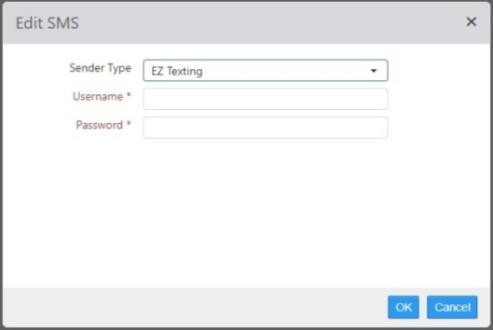 Edit SMS ×
Sender Type EZ Texting
Username *
Password *
OK Cancel